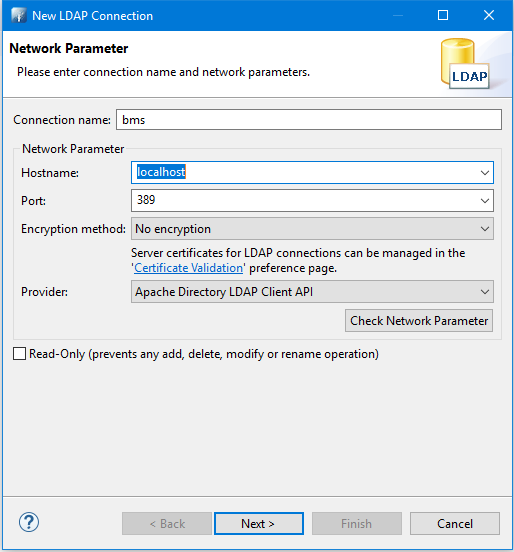 New LDAP Connection
Network Parameter
Please enter connection name and network parameters.
LDAP
Connection name: bms
Network Parameter
Hostname: localhost
Port: 389
Encryption method: No encryption
Server certificates for LDAP connections can be managed in the
'Certificate Validation' preference page.
Provider: Apache Directory LDAP Client API
Check Network Parameter
Read-Only (prevents any add, delete, modify or rename operation)
? < Back Next > Finish Cancel